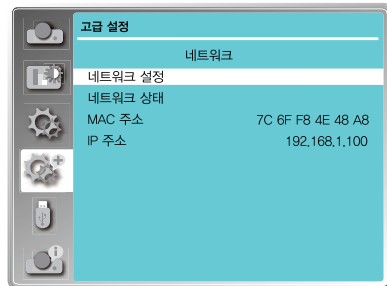 고급 설정
네트워크
네트워크 설정
네트워크 상태
MAC 주소 7C 6F F8 4E 48 A8
IP 주소 192.168.1.100